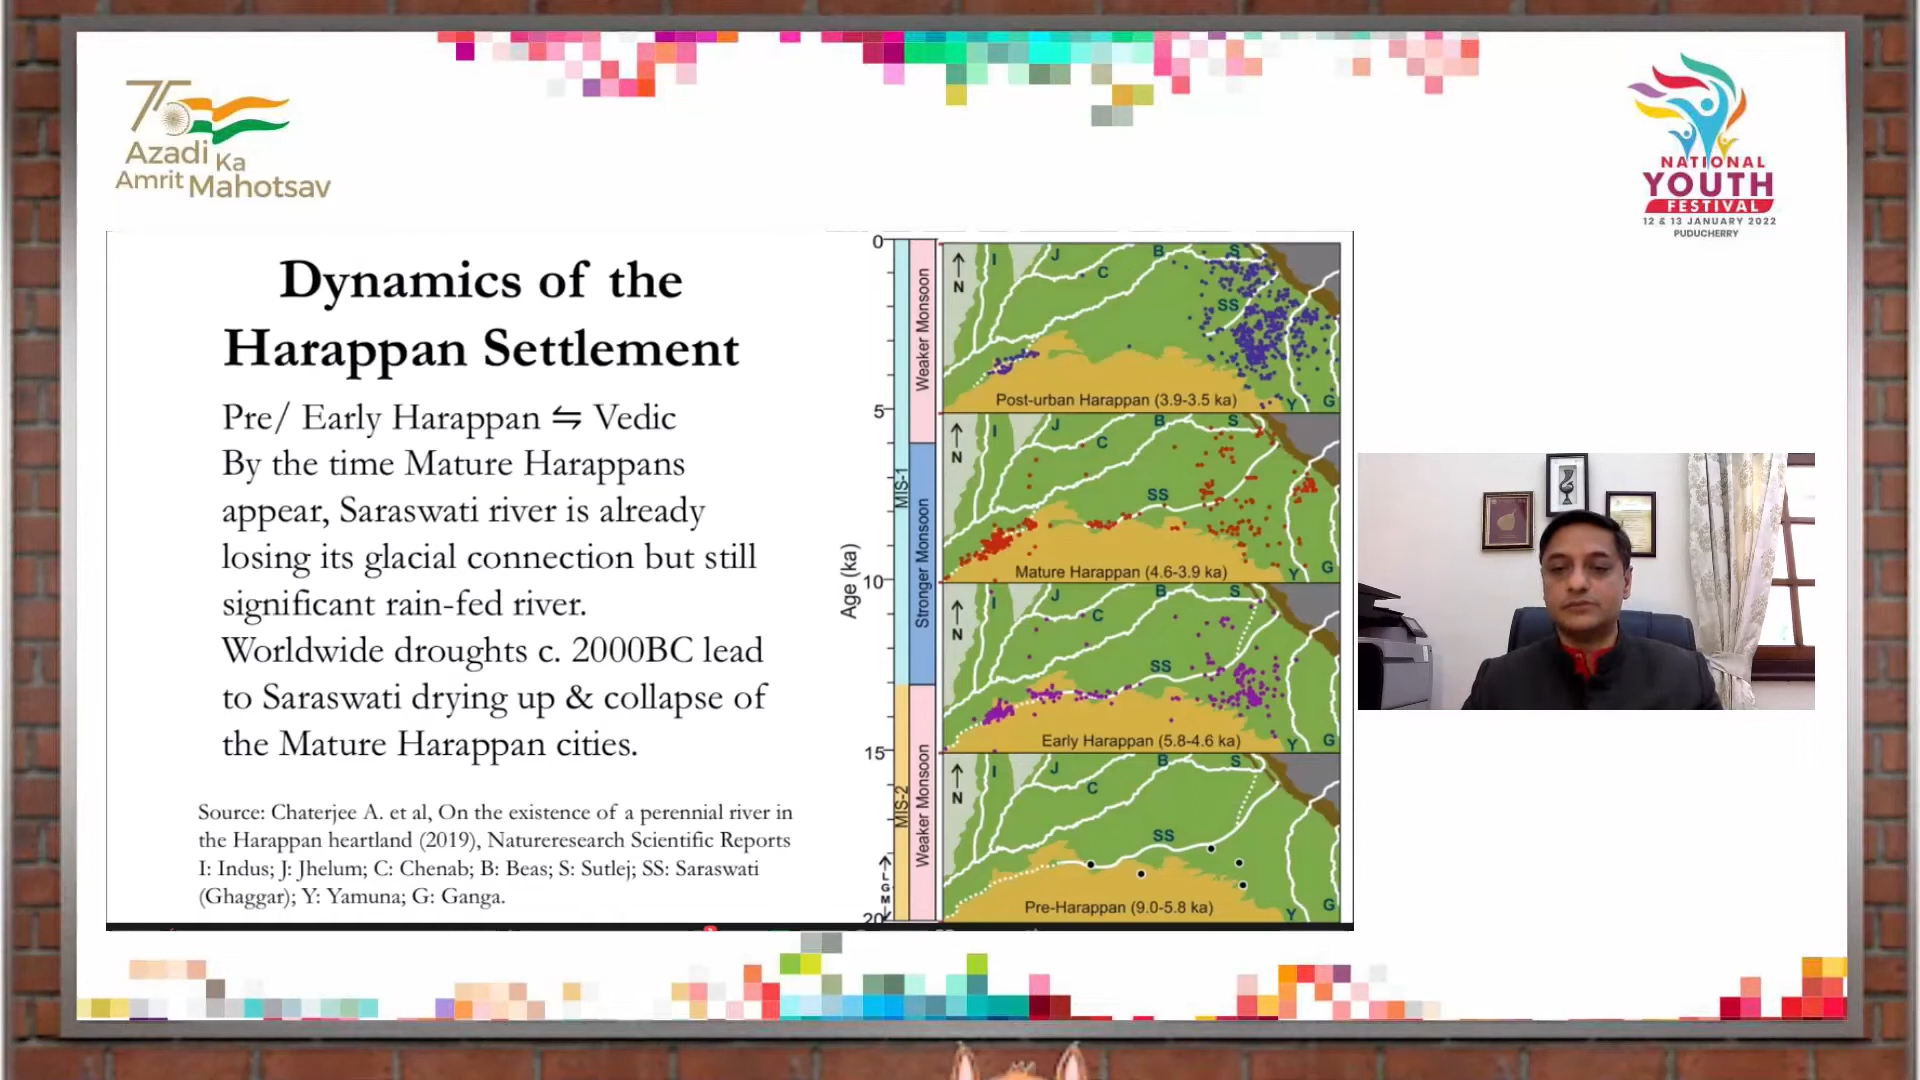 75
Azadi Ka
Amrit Mahotsav
NATIONAL
YOUTH
FESTIVAL
12 & 13 JANUARY 2022
PUDUCHERRY
Dynamics of the
Harappan Settlement
Pre/ Early Harappan ⇋ Vedic
By the time Mature Harappans
appear, Saraswati river is already
losing its glacial connection but still
significant rain-fed river.
Worldwide droughts c. 2000BC lead
to Saraswati drying up & collapse of
the Mature Harappan cities.
Source: Chaterjee A. et al, On the existence of a perennial river in
the Harappan heartland (2019), Natureresearch Scientific Reports
I: Indus; J: Jhelum; C: Chenab; B: Beas; S: Sutlej; SS: Saraswati
(Ghaggar); Y: Yamuna; G: Ganga.
Age (ka)
0
5
10
15
20
MIS-1
MIS-2
LGM
Weaker Monsoon
Stronger Monsoon
Weaker Monsoon
N
I
J
C
B
S
SS
Y
G
Post-urban Harappan (3.9-3.5 ka)
N
I
J
C
B
S
SS
Y
G
Mature Harappan (4.6-3.9 ka)
N
I
J
C
B
S
SS
Y
G
Early Harappan (5.8-4.6 ka)
N
I
J
C
B
S
SS
Y
G
Pre-Harappan (9.0-5.8 ka)